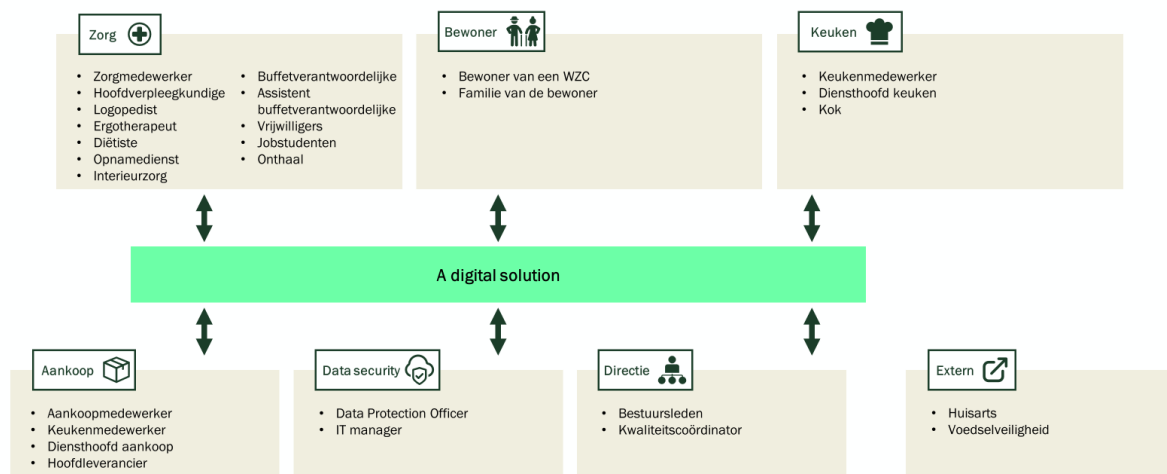 Zorg
• Zorgmedewerker
• Hoofdverpleegkundige
• Logopedist
• Ergotherapeut
• Diëtiste
• Opnamedienst
• Interieurzorg
• Buffetverantwoordelijke
• Assistent
buffetverantwoordelijke
• Vrijwilligers
• Jobstudenten
• Onthaal
Bewoner
• Bewoner van een WZC
• Familie van de bewoner
Keuken
• Keukenmedewerker
• Diensthoofd keuken
• Kok
A digital solution
Aankoop
• Aankoopmedewerker
• Keukenmedewerker
• Diensthoofd aankoop
• Hoofdleverancier
Data security
• Data Protection Officer
• IT manager
Directie
• Bestuursleden
• Kwaliteitscoördinator
Extern
• Huisarts
• Voedselveiligheid